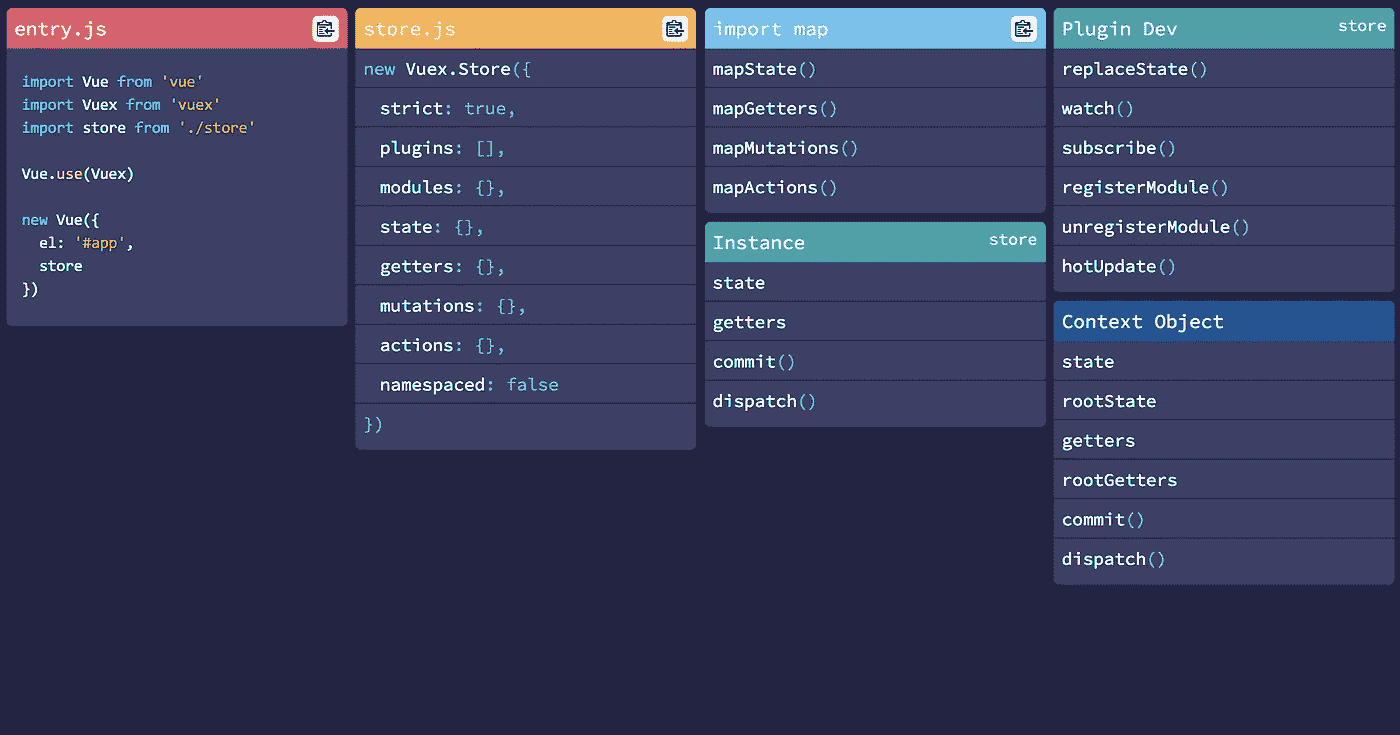 entry.js
import Vue from 'vue'
import Vuex from 'vuex'
import store from './store'
Vue.use(Vuex)
new Vue({
el: '#app',
store
})
store.js
new Vuex.Store({
strict: true,
plugins: [],
modules: {},
state: {},
getters: {},
mutations: {},
actions: {},
namespaced: false
})
import map
mapState()
mapGetters()
mapMutations()
mapActions()
Instance store
state
getters
commit()
dispatch()
Plugin Dev store
replaceState()
watch()
subscribe()
registerModule()
unregisterModule()
hotUpdate()
Context Object
state
rootState
getters
rootGetters
commit()
dispatch()